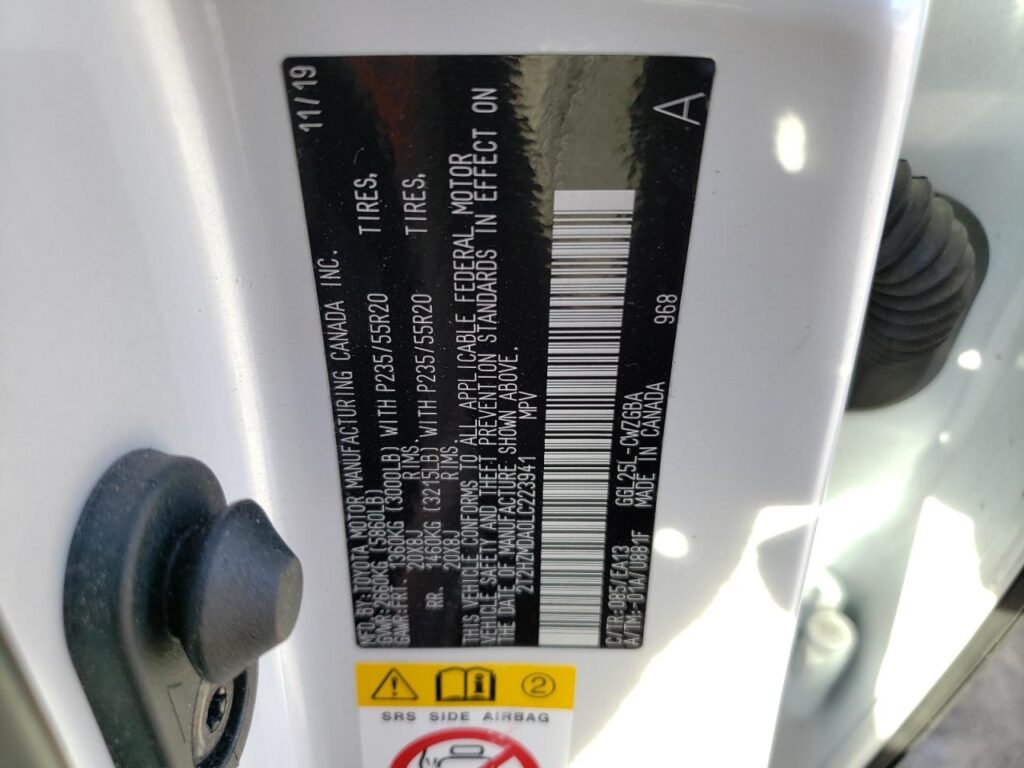 MFD. BY: TOYOTA MOTOR MANUFACTURING CANADA INC. 11/19
GVWR: 2660KG (5860LB)
GAWR: FRT. 1360KG (3000LB) WITH P235/55R20 TIRES,
20X8J RIMS.
RR. 1460KG (3215LB) WITH P235/55R20 TIRES,
20X8J RIMS.
THIS VEHICLE CONFORMS TO ALL APPLICABLE FEDERAL MOTOR
VEHICLE SAFETY AND THEFT PREVENTION STANDARDS IN EFFECT ON
THE DATE OF MANUFACTURE SHOWN ABOVE.
2T2HZMDA0LC223941 MPV
C/TR:085/FA13 GGL25L-CWZGBA 968 A
A/TM:-01A/U881F MADE IN CANADA
2
SRS SIDE AIRBAG